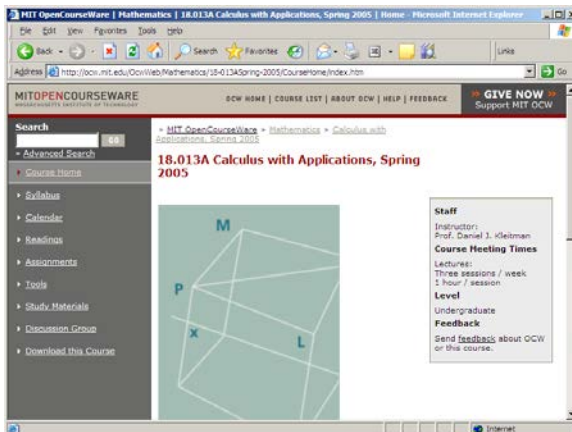 MIT OpenCourseWare | Mathematics | 18.013A Calculus with Applications, Spring 2005 | Home - Microsoft Internet Explorer
File Edit View Favorites Tools Help
Back Search Favorites Links
Address http://ocw.mit.edu/OcwWeb/Mathematics/18-013ASpring-2005/CourseHome/index.htm Go
MITOPENCOURSEWARE
MASSACHUSETTS INSTITUTE OF TECHNOLOGY
OCW HOME | COURSE LIST | ABOUT OCW | HELP | FEEDBACK
» GIVE NOW »
Support MIT OCW
Search
GO
Advanced Search
Course Home
Syllabus
Calendar
Readings
Assignments
Tools
Study Materials
Discussion Group
Download this Course
» MIT OpenCourseWare » Mathematics » Calculus with
Applications, Spring 2005
18.013A Calculus with Applications, Spring
2005
M
P
x
L
Staff
Instructor:
Prof. Daniel J. Kleitman
Course Meeting Times
Lectures:
Three sessions / week
1 hour / session
Level
Undergraduate
Feedback
Send feedback about OCW
or this course.
Internet